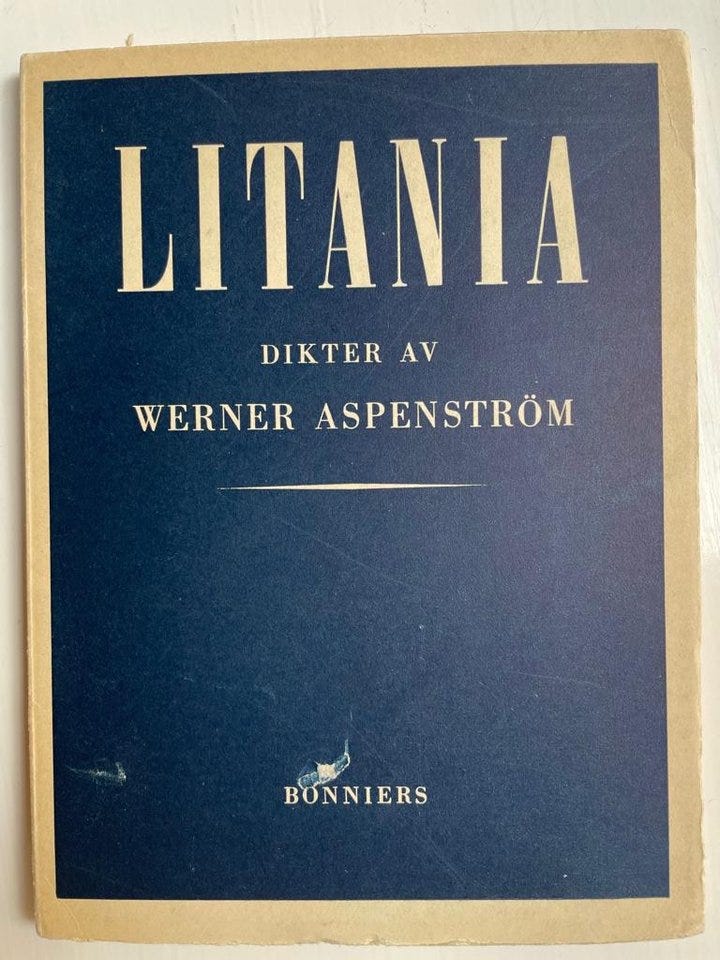 LITANIA
DIKTER AV
WERNER ASPENSTRÖM
BONNIERS